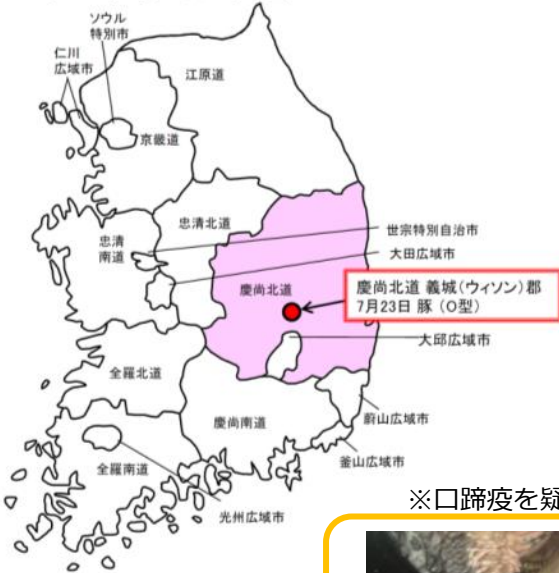 ソウル
特別市
仁川
広域市
江原道
京畿道
忠清北道
忠清
南道
世宗特別自治市
大田広域市
慶尚北道
慶尚北道 義城(ウィソン)郡
7月23日 豚 (O型)
大邱広域市
全羅北道
慶尚南道
蔚山広域市
釜山広域市
全羅南道
光州広域市
※口蹄疫を疑